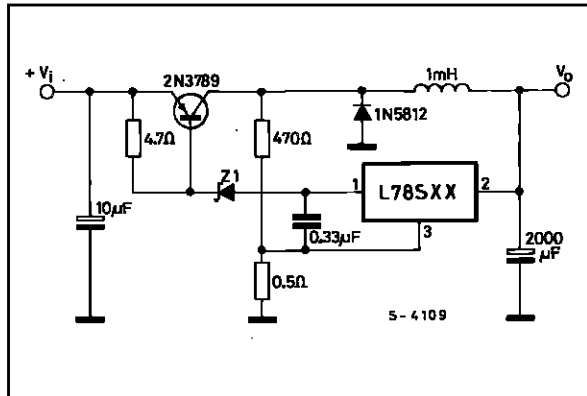 + Vi
2N3789
1mH
Vo
4.7Ω
470Ω
1N5812
Z1
1
L78SXX
2
10µF
0.33µF
3
2000
µF
0.5Ω
S-4109